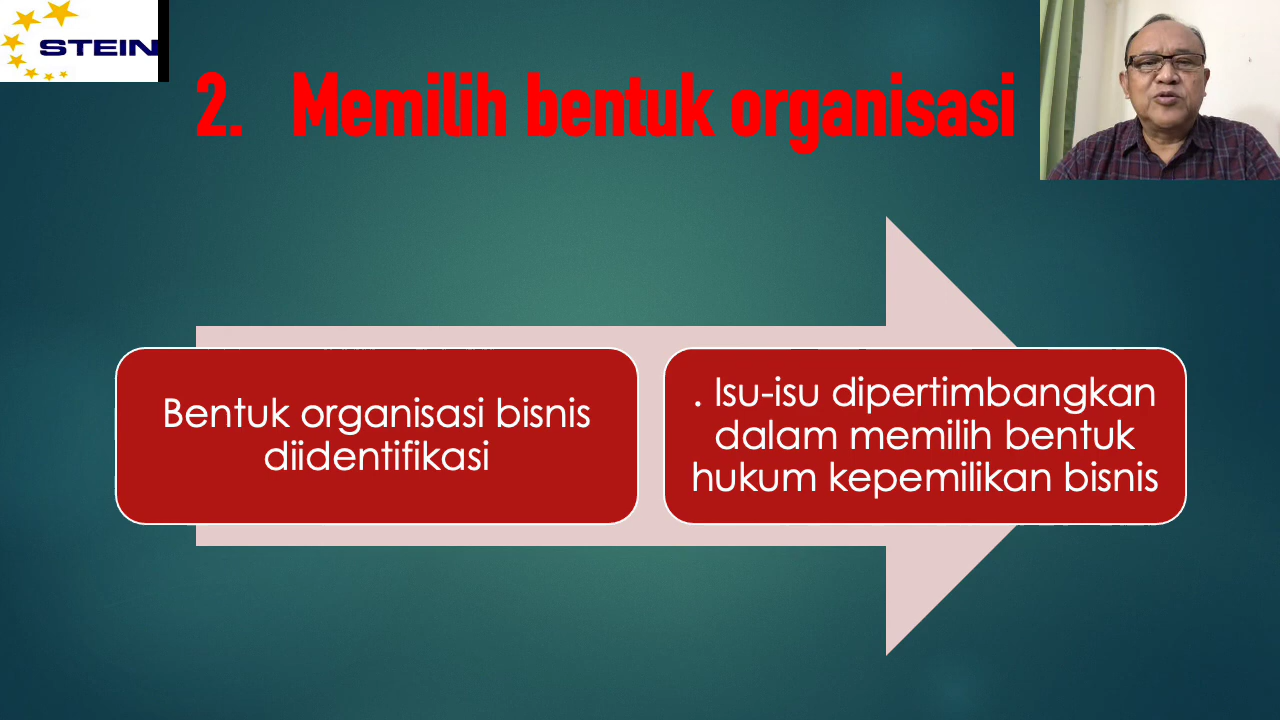 STEIN
2. Memilih bentuk organisasi
Bentuk organisasi bisnis
diidentifikasi
. Isu-isu dipertimbangkan
dalam memilih bentuk
hukum kepemilikan bisnis